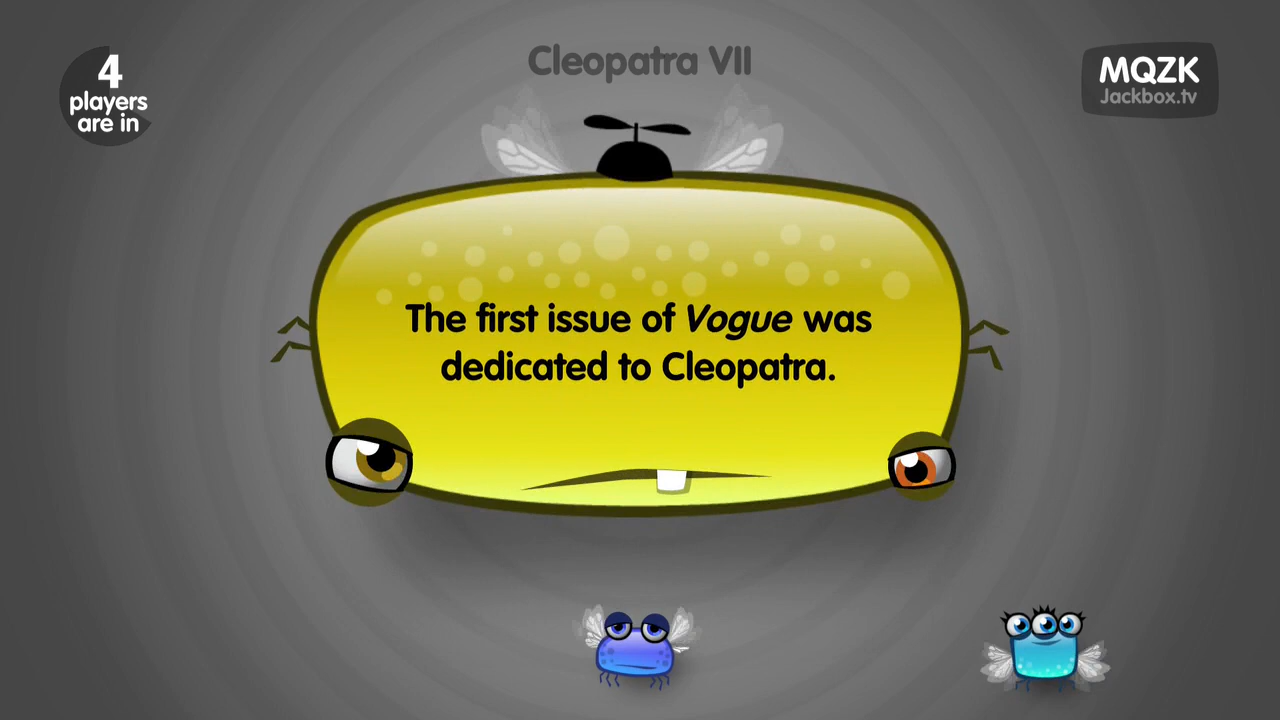 4
players
are in
Cleopatra VII
MQZK
Jackbox.tv
The first issue of Vogue was
dedicated to Cleopatra.